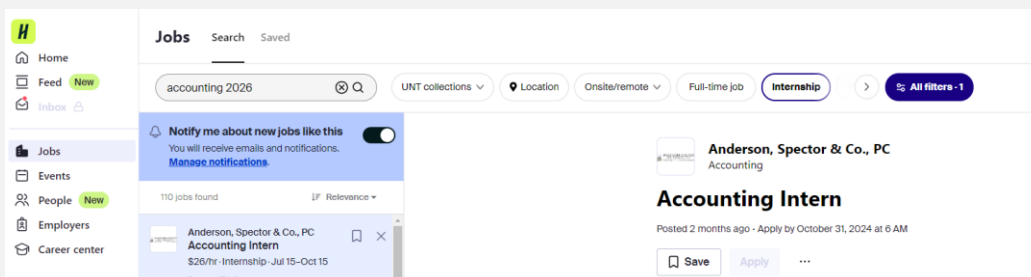 H
Home
Feed New
Inbox
Jobs
Events
People New
Employers
Career center
Jobs Search Saved
accounting 2026
UNT collections Location Onsite/remote Full-time job Internship All filters · 1
Notify me about new jobs like this
You will receive emails and notifications.
Manage notifications.
110 jobs found Relevance
Anderson, Spector & Co., PC
Accounting Intern
$26/hr · Internship · Jul 15–Oct 15
Anderson, Spector & Co., PC
Accounting
Accounting Intern
Posted 2 months ago · Apply by October 31, 2024 at 6 AM
Save Apply ...